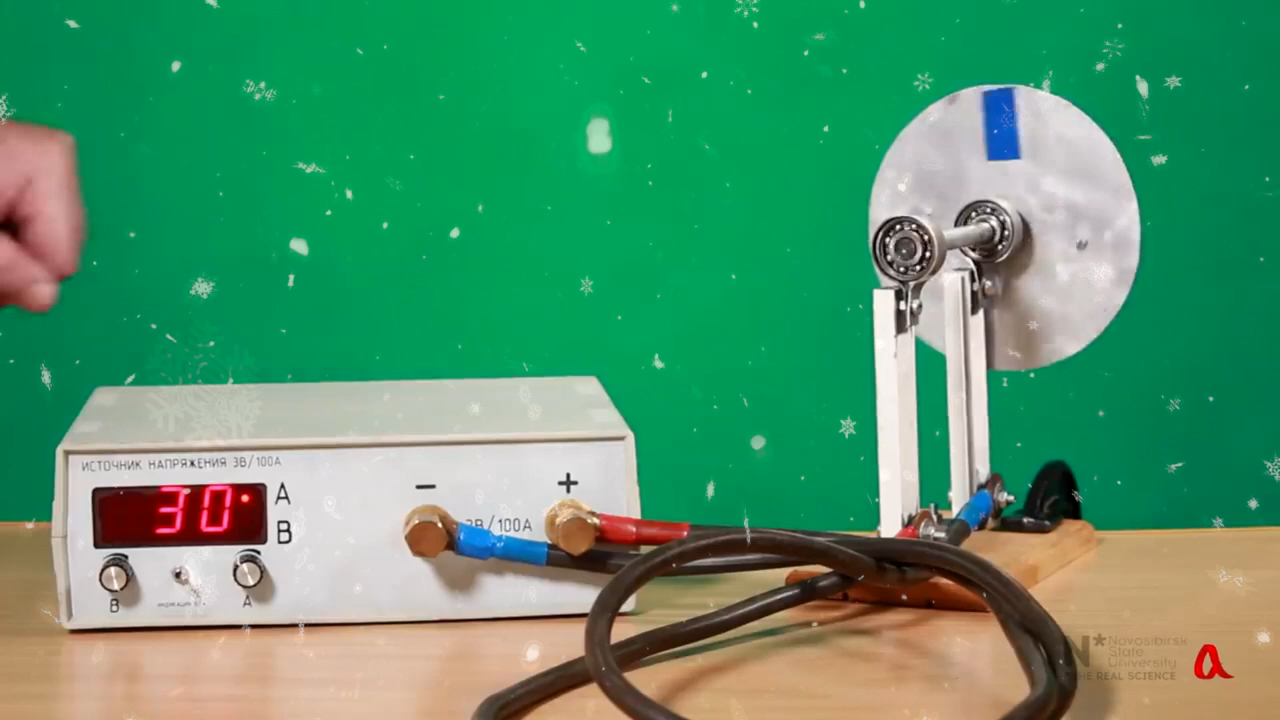 ИСТОЧНИК НАПРЯЖЕНИЯ 3В/100А
30
А
В
−
+
3В/100А
В
А
N*
Novosibirsk
State
University
THE REAL SCIENCE